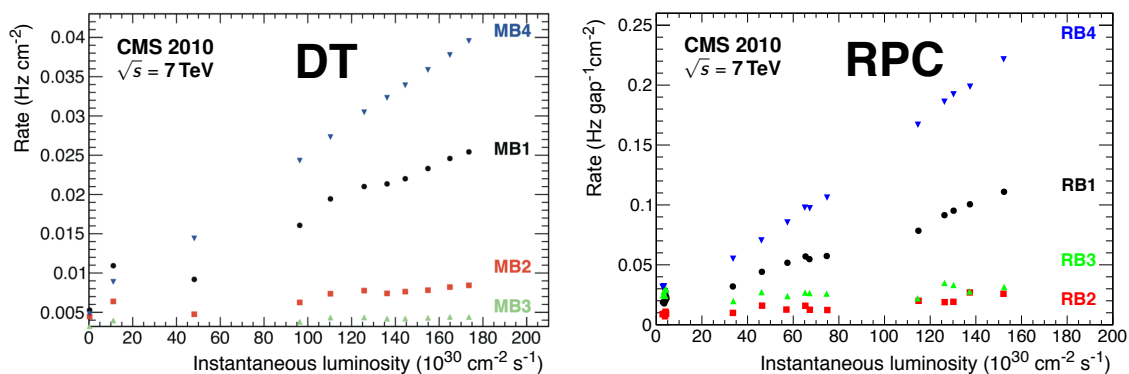 0.04
0.035
0.03
0.025
0.02
0.015
0.01
0.005
Rate (Hz cm⁻²)
CMS 2010
√s = 7 TeV
DT
MB4
MB1
MB2
MB3
0 20 40 60 80 100 120 140 160 180 200
Instantaneous luminosity (10³⁰ cm⁻² s⁻¹)
0.25
0.2
0.15
0.1
0.05
0
Rate (Hz gap⁻¹cm⁻²)
CMS 2010
√s = 7 TeV
RPC
RB4
RB1
RB3
RB2
0 20 40 60 80 100 120 140 160 180 200
Instantaneous luminosity (10³⁰ cm⁻² s⁻¹)